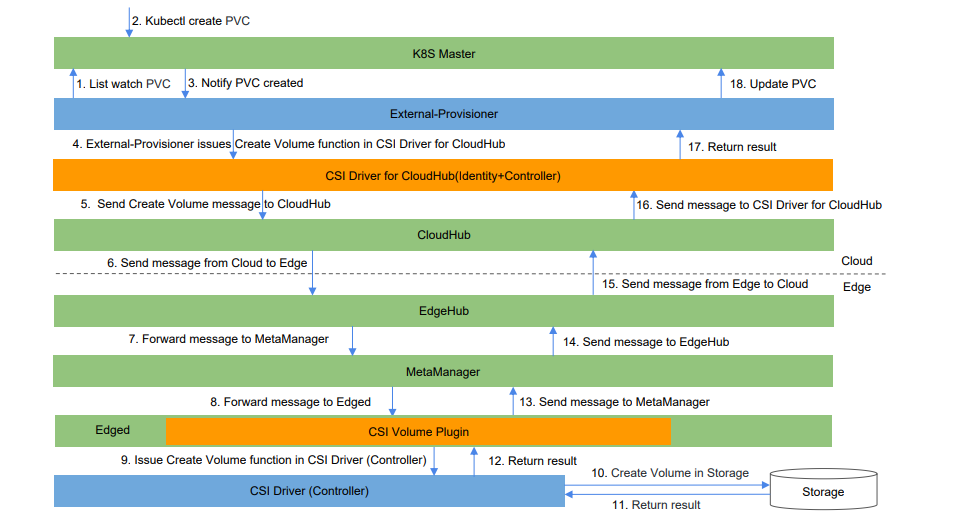 2. Kubectl create PVC
K8S Master
1. List watch PVC
3. Notify PVC created
18. Update PVC
External-Provisioner
4. External-Provisioner issues Create Volume function in CSI Driver for CloudHub
17. Return result
CSI Driver for CloudHub(Identity+Controller)
5. Send Create Volume message to CloudHub
16. Send message to CSI Driver for CloudHub
CloudHub
6. Send message from Cloud to Edge
Cloud
15. Send message from Edge to Cloud
Edge
EdgeHub
7. Forward message to MetaManager
14. Send message to EdgeHub
MetaManager
8. Forward message to Edged
13. Send message to MetaManager
Edged
CSI Volume Plugin
9. Issue Create Volume function in CSI Driver (Controller)
12. Return result
10. Create Volume in Storage
CSI Driver (Controller)
Storage
11. Return result